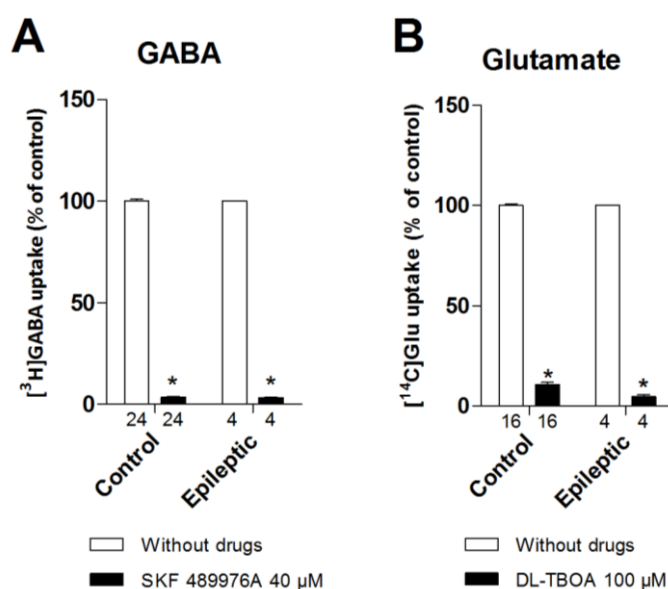 A
GABA
[³H]GABA uptake (% of control)
150
100
50
0
24 24 4 4
Control Epileptic
Without drugs
SKF 489976A 40 µM
B
Glutamate
[¹⁴C]Glu uptake (% of control)
150
100
50
0
* *
* *
16 16 4 4
Control Epileptic
Without drugs
DL-TBOA 100 µM